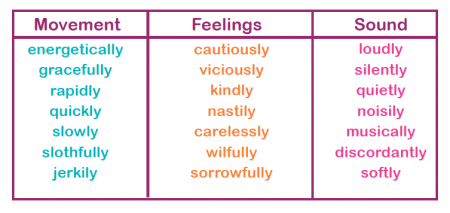 Movement Feelings Sound
energetically cautiously loudly
gracefully viciously silently
rapidly kindly quietly
quickly nastily noisily
slowly carelessly musically
slothfully wilfully discordantly
jerkily sorrowfully softly